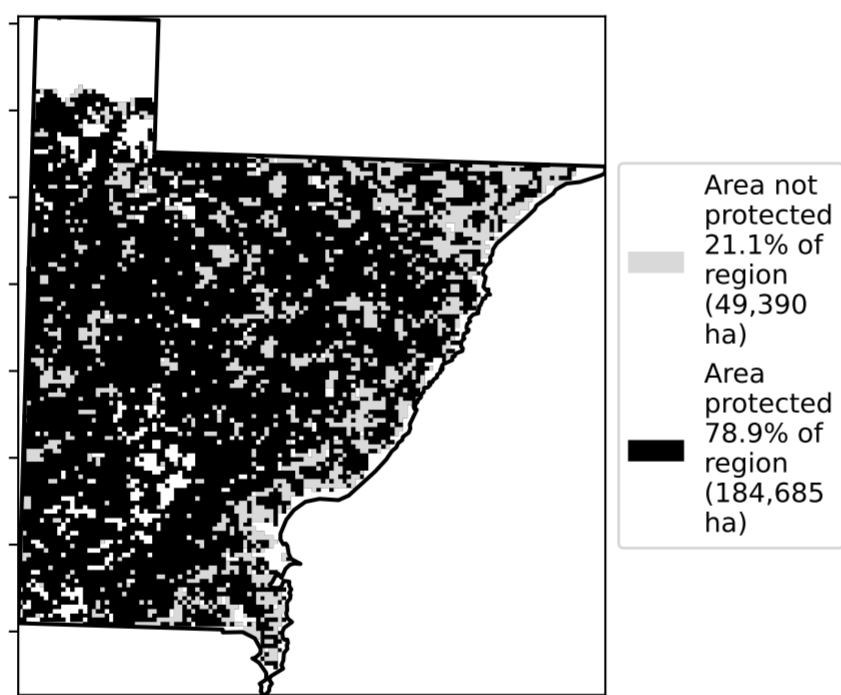 Area not
protected
21.1% of
region
(49,390
ha)
Area
protected
78.9% of
region
(184,685
ha)